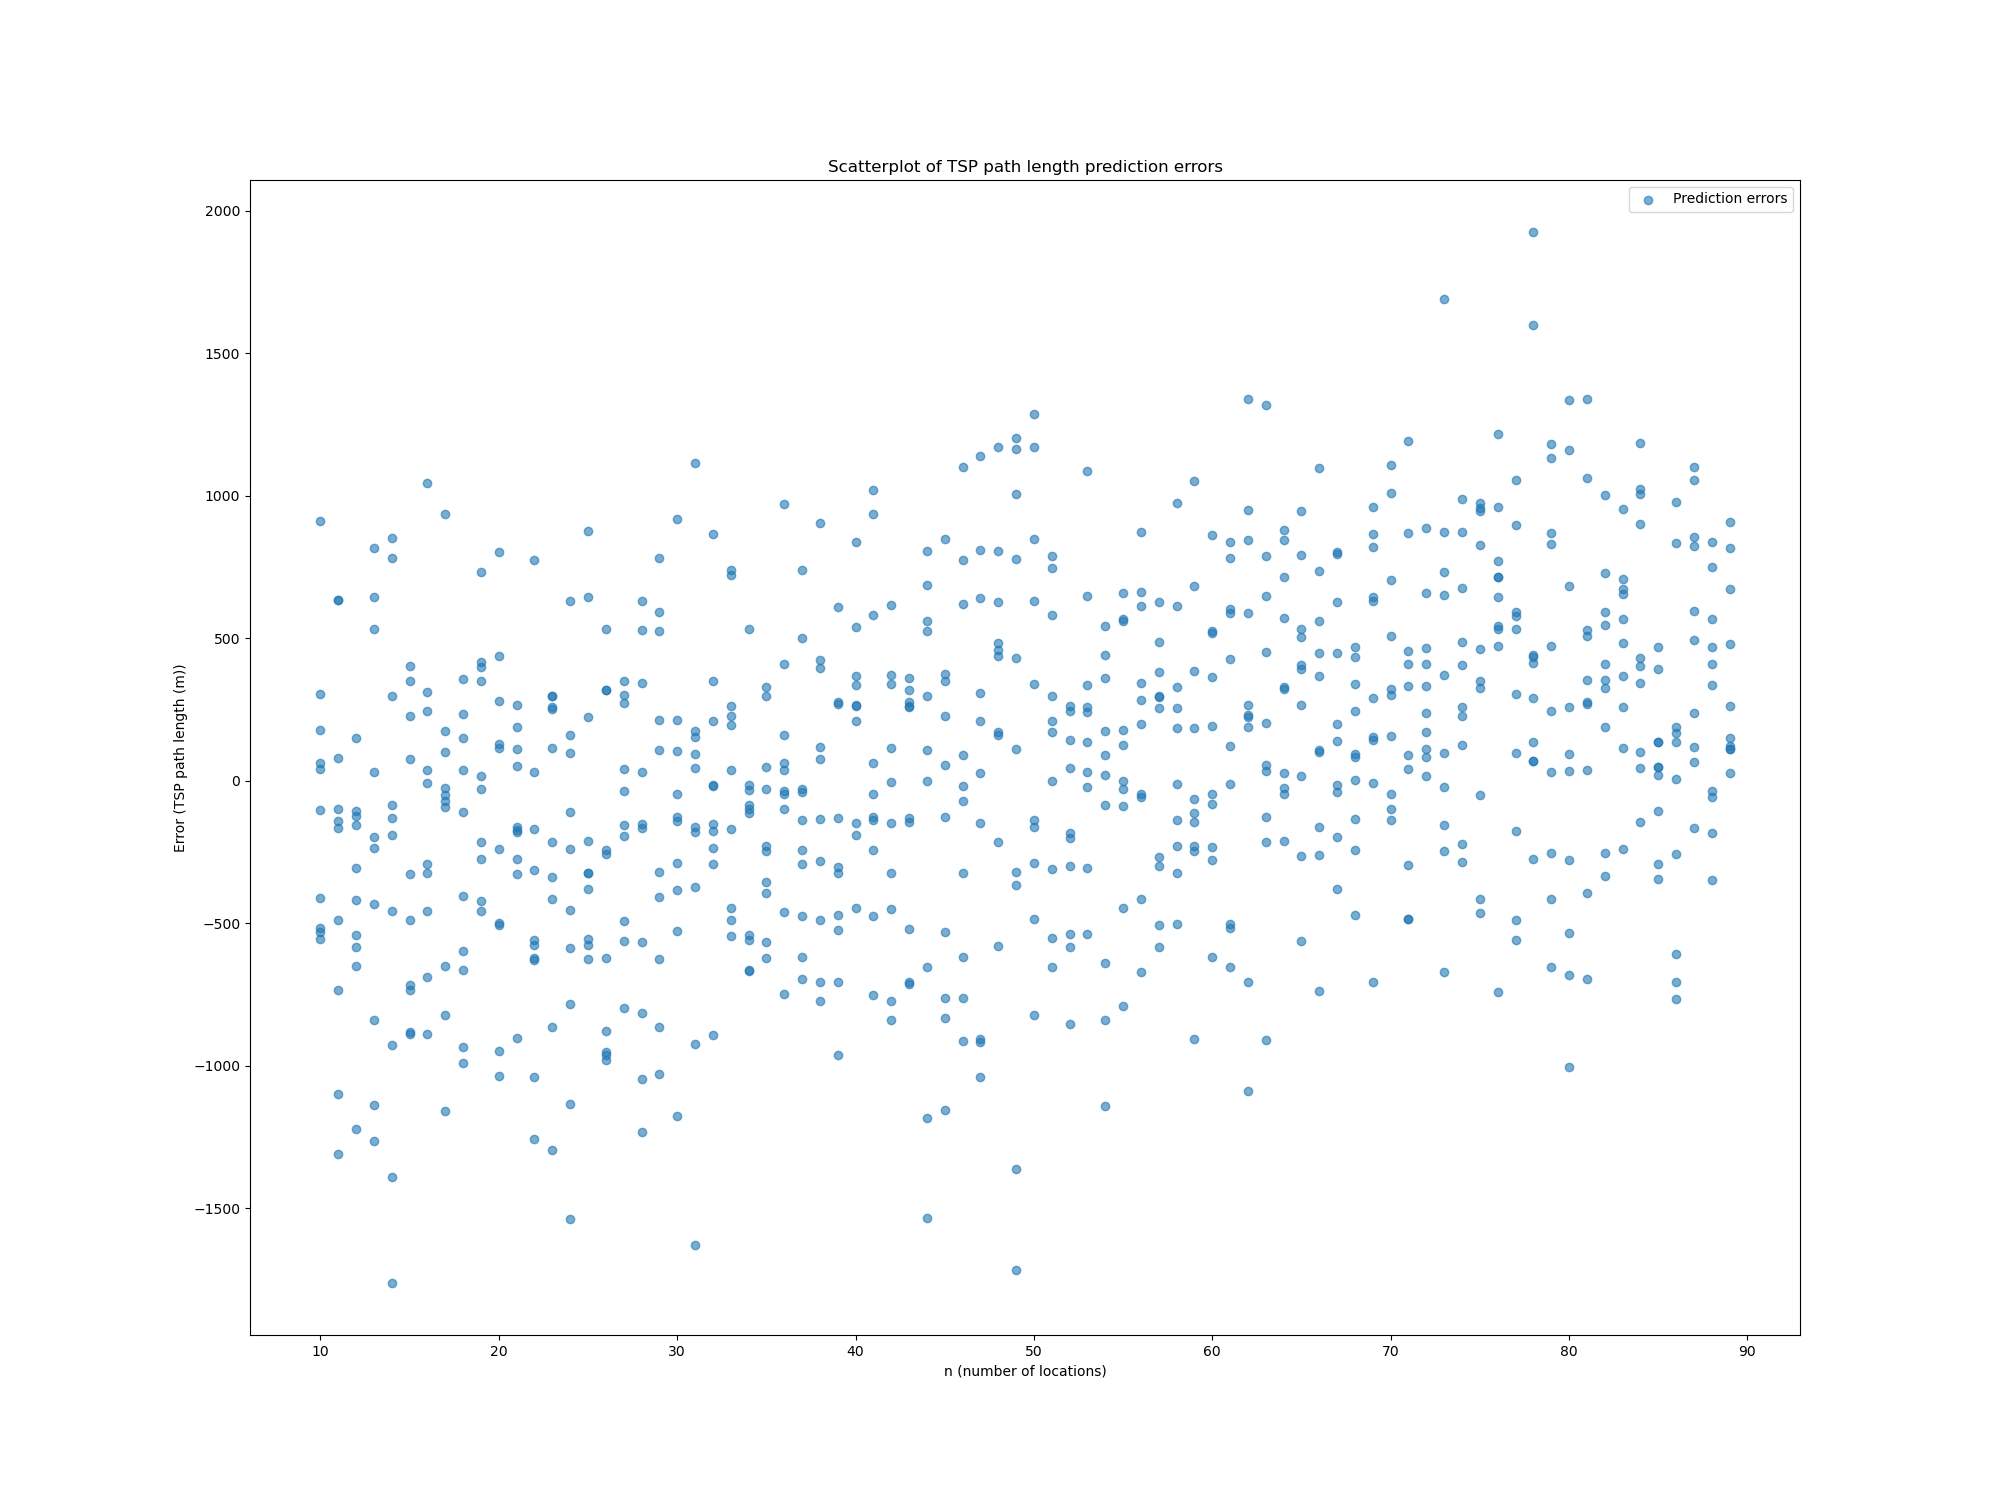 Scatterplot of TSP path length prediction errors
Prediction errors
2000
1500
1000
500
0
−500
−1000
−1500
Error (TSP path length (m))
10 20 30 40 50 60 70 80 90
n (number of locations)